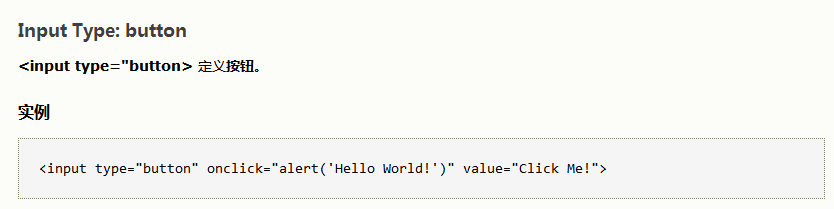 Input Type: button
<input type="button> 定义按钮。
实例
<input type="button" onclick="alert('Hello World!')" value="Click Me!">